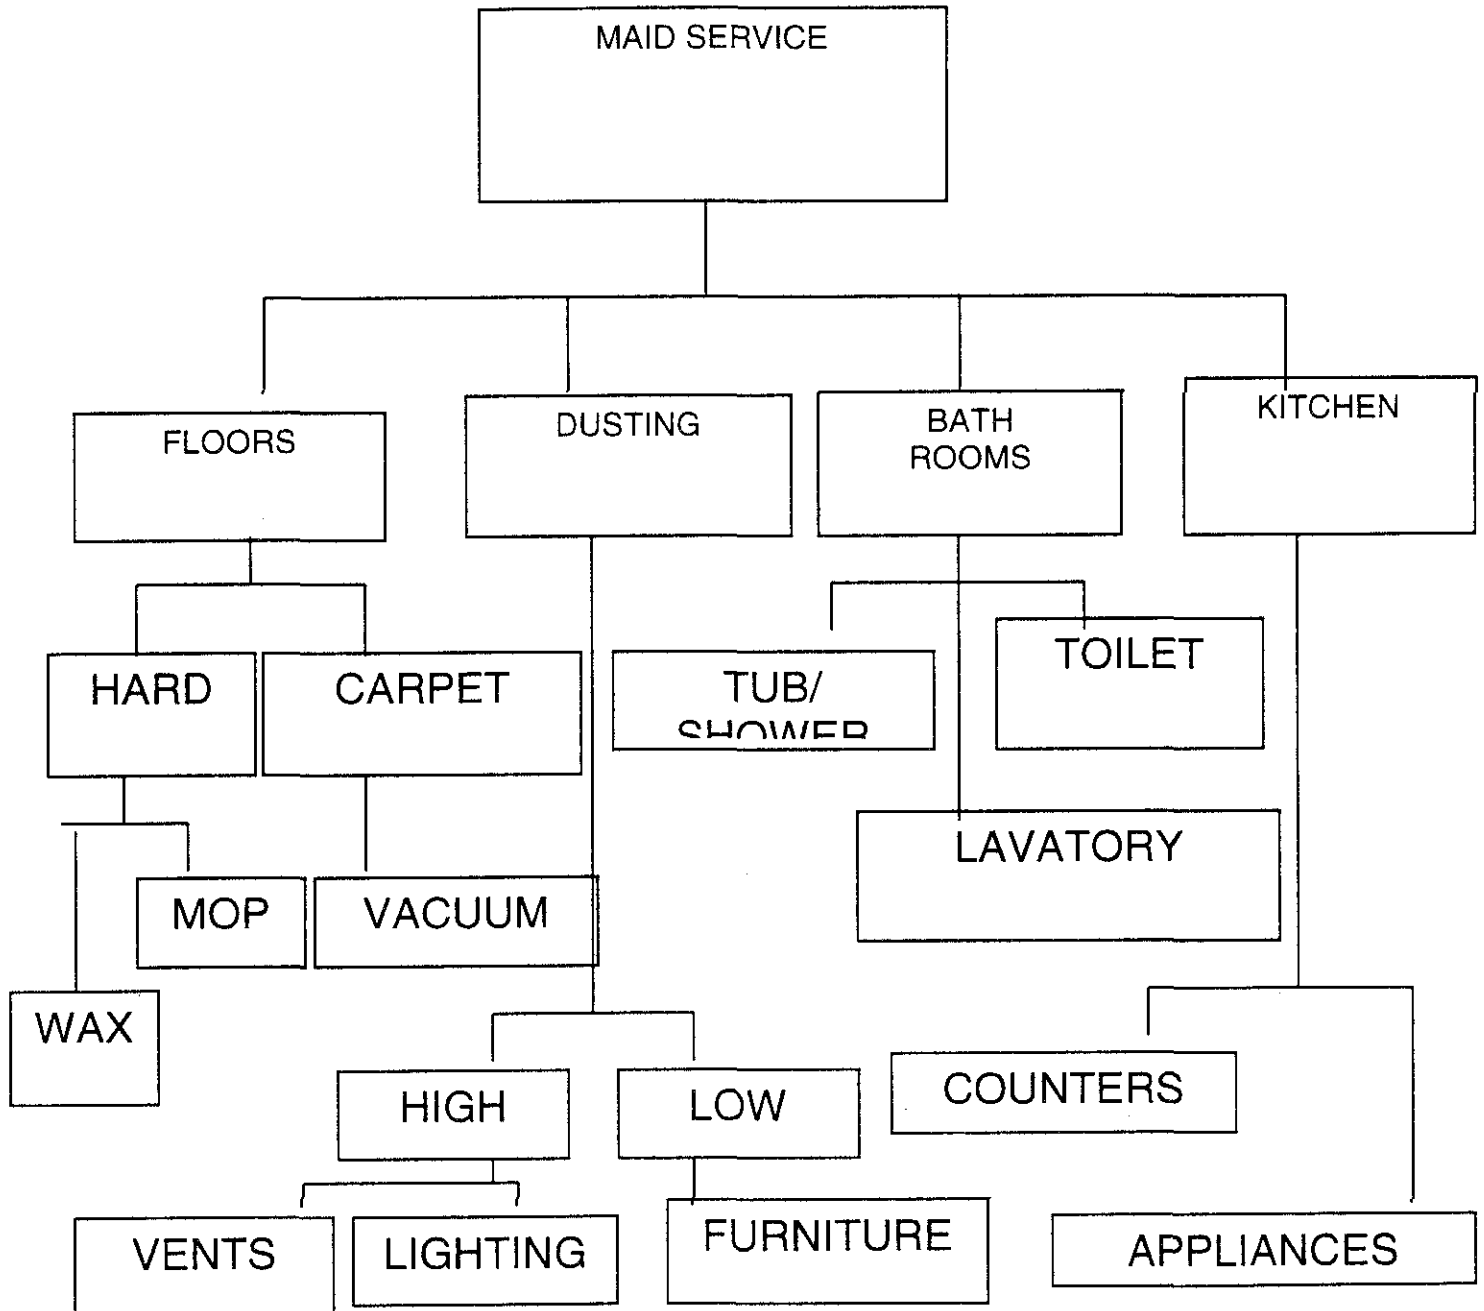 MAID SERVICE
FLOORS
DUSTING
BATH
ROOMS
KITCHEN
HARD
CARPET
TUB/
SHOWER
TOILET
MOP
VACUUM
LAVATORY
WAX
HIGH
LOW
COUNTERS
VENTS
LIGHTING
FURNITURE
APPLIANCES